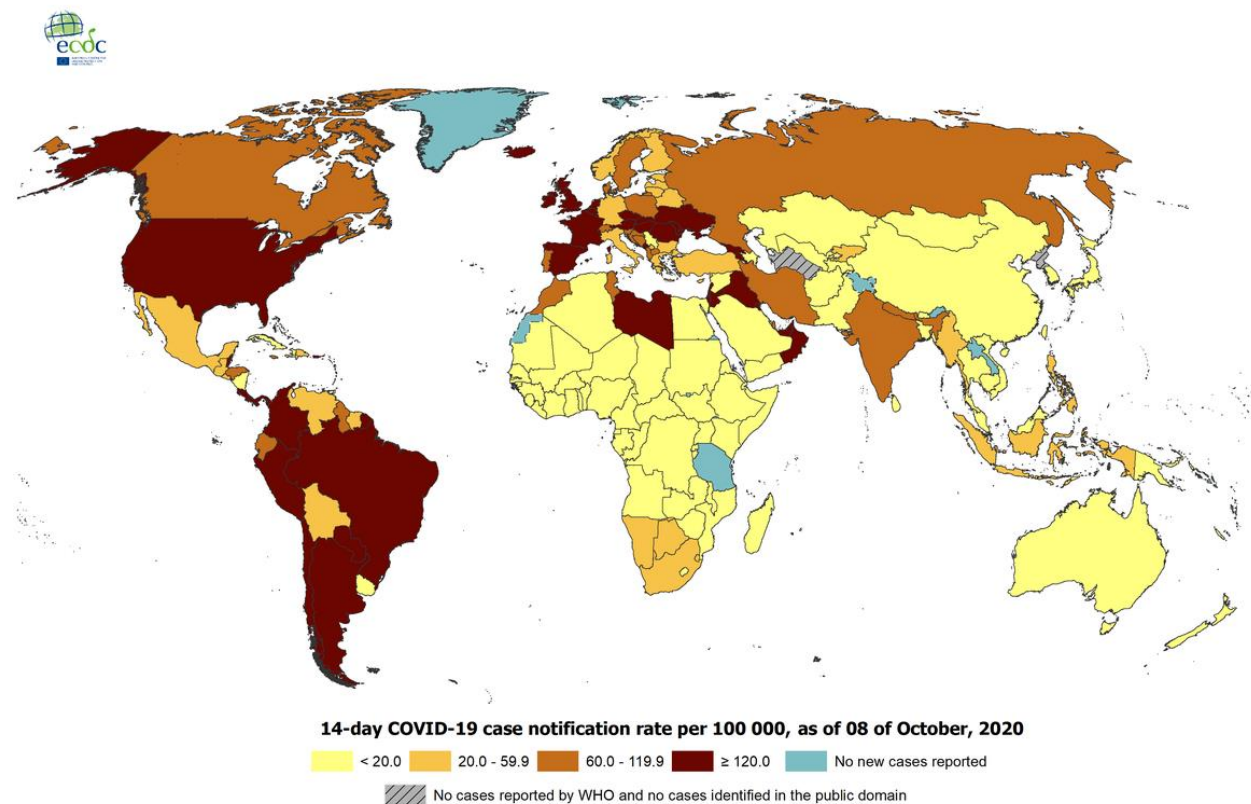 ecdc
14-day COVID-19 case notification rate per 100 000, as of 08 of October, 2020
< 20.0
20.0 - 59.9
60.0 - 119.9
≥ 120.0
No new cases reported
No cases reported by WHO and no cases identified in the public domain